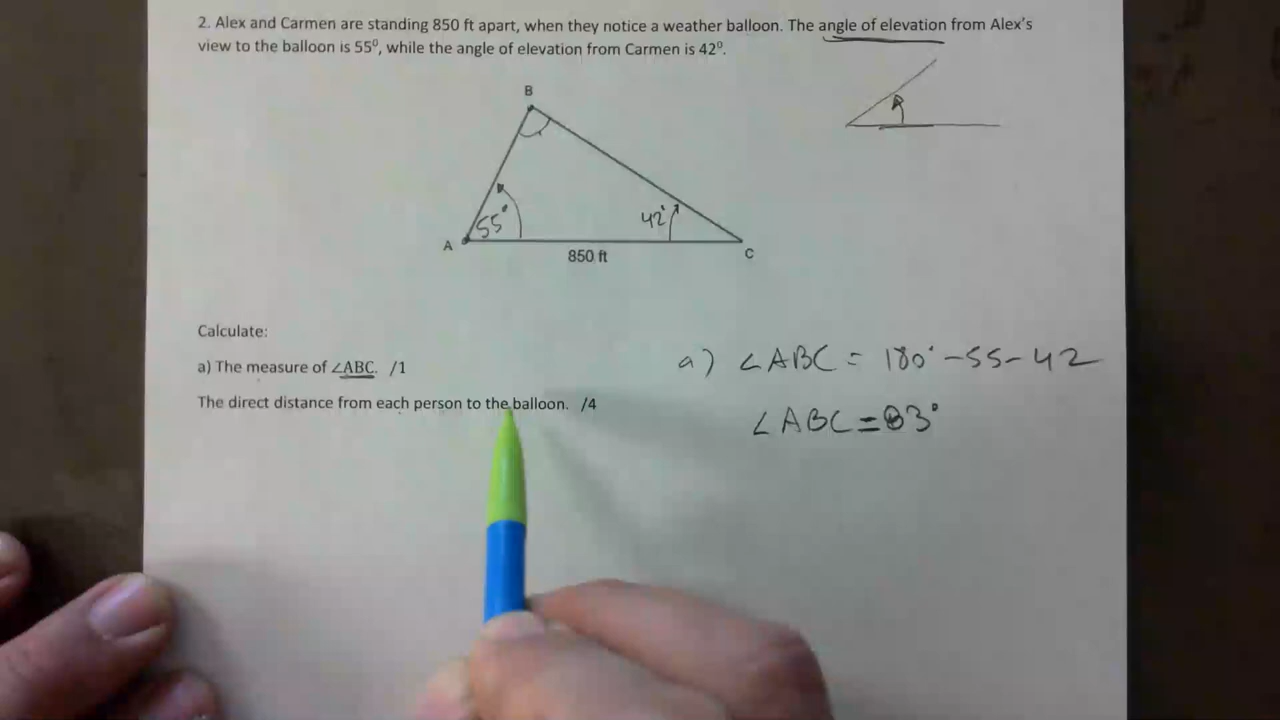 2. Alex and Carmen are standing 850 ft apart, when they notice a weather balloon. The angle of elevation from Alex's
view to the balloon is 55⁰, while the angle of elevation from Carmen is 42⁰.
B
55°
42°
A
850 ft
C
Calculate:
a) The measure of ∠ABC. /1
The direct distance from each person to the balloon. /4
a) ∠ABC = 180° - 55 - 42
∠ABC = 83°